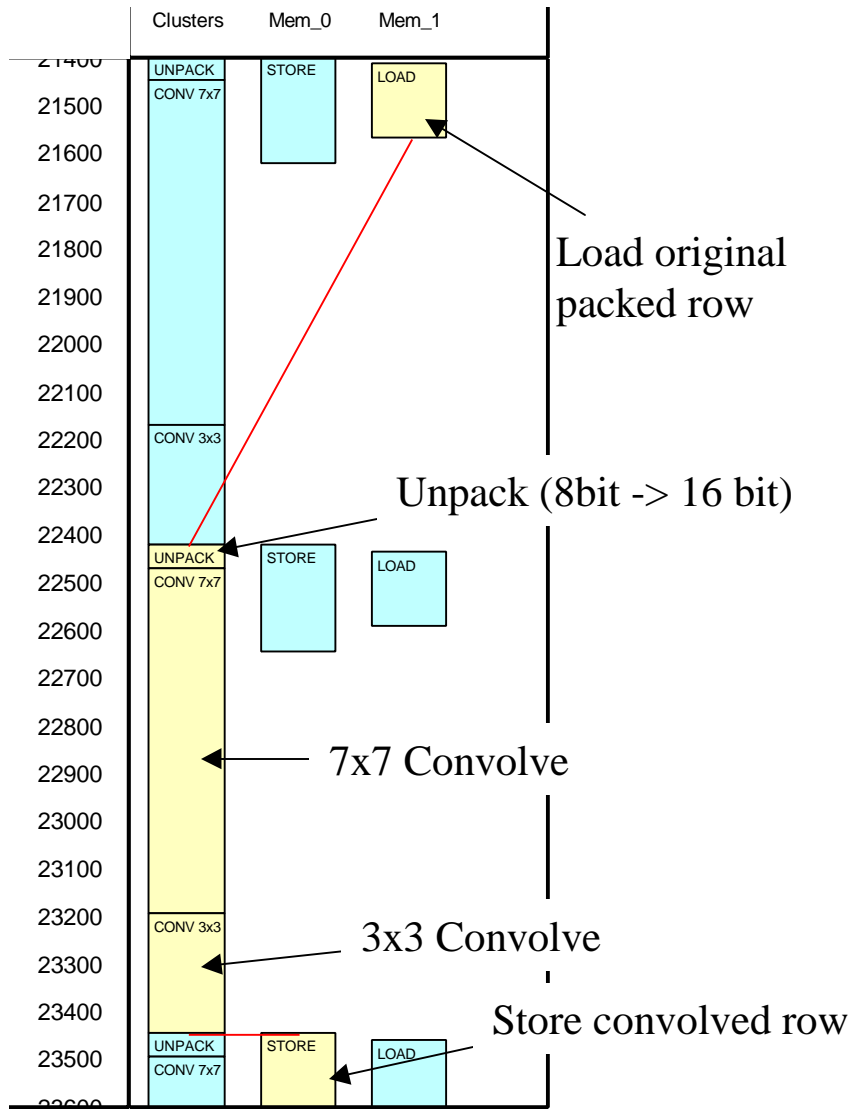 Clusters Mem_0 Mem_1
21400
UNPACK STORE LOAD
CONV 7x7
21500
21600
21700
21800
Load original
packed row
21900
22000
22100
22200
CONV 3x3
22300
Unpack (8bit -> 16 bit)
22400
UNPACK STORE LOAD
22500
CONV 7x7
22600
22700
22800
7x7 Convolve
22900
23000
23100
23200
CONV 3x3
3x3 Convolve
23300
23400
Store convolved row
UNPACK STORE LOAD
23500
CONV 7x7
23600